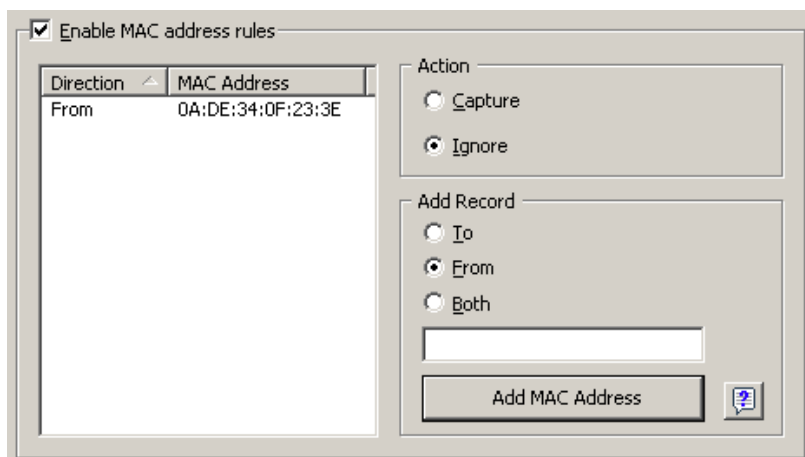 Enable MAC address rules
Direction MAC Address
From 0A:DE:34:0F:23:3E
Action
Capture
Ignore
Add Record
To
From
Both
Add MAC Address
?